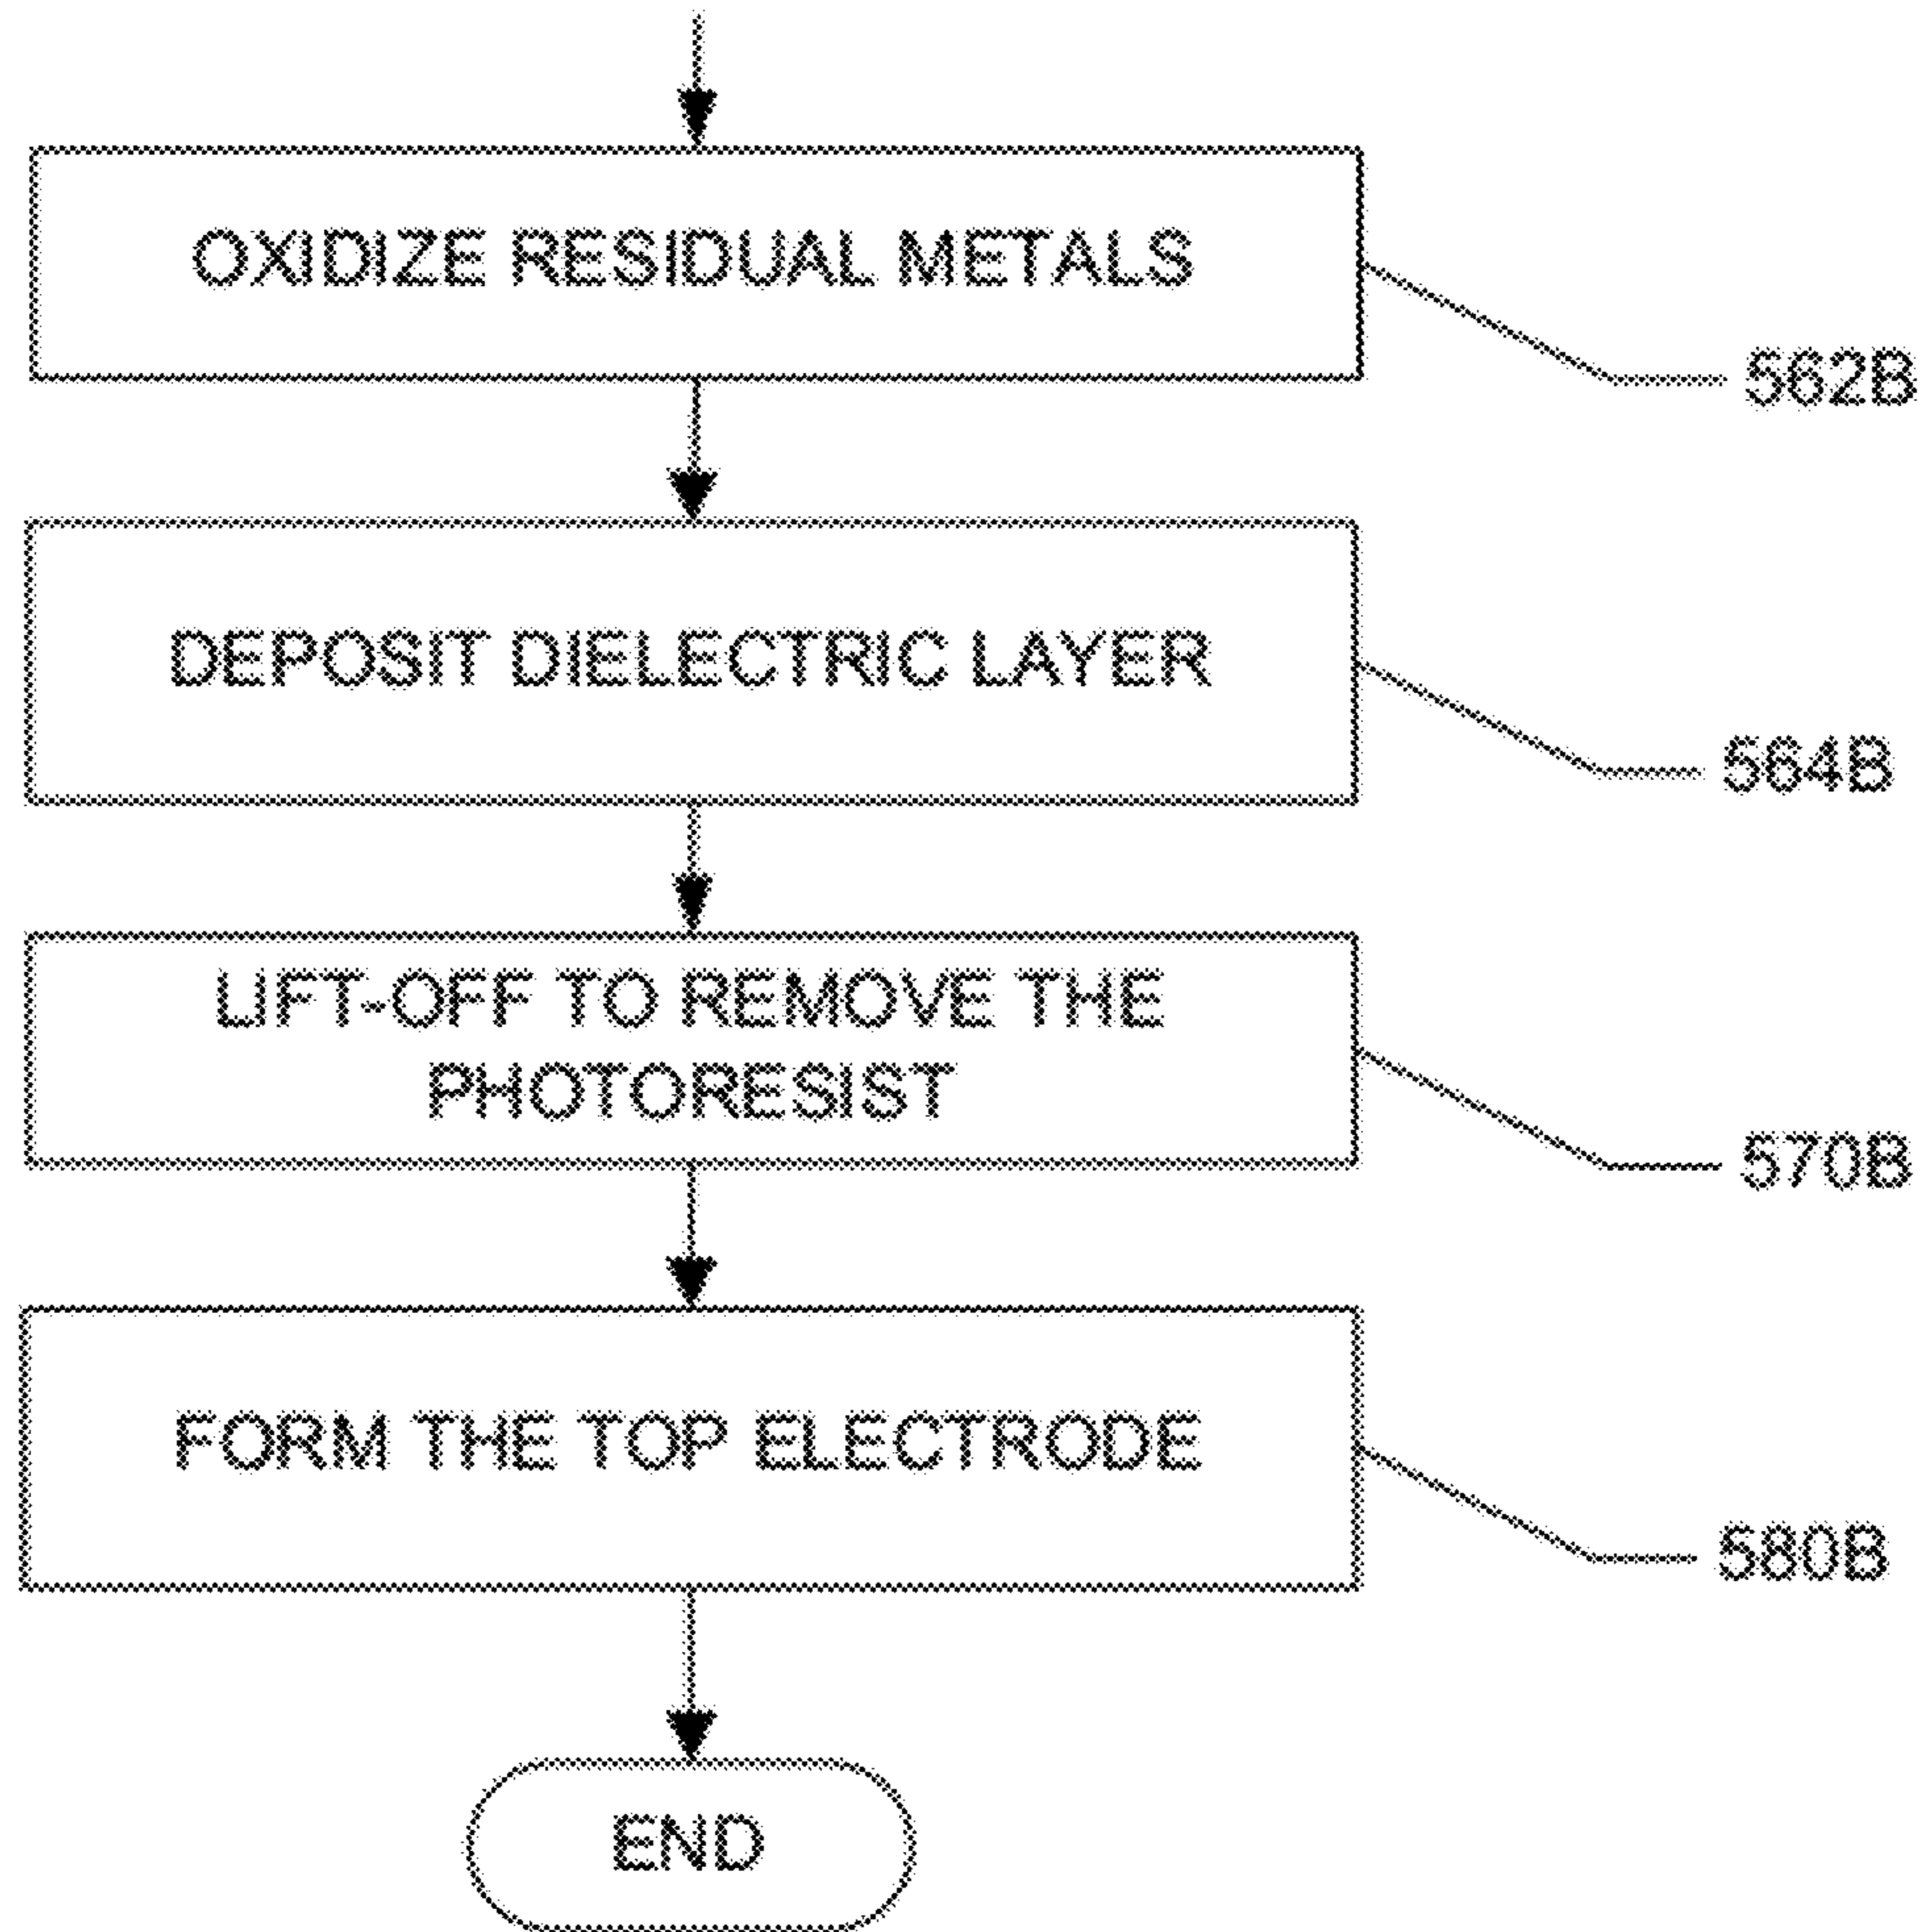 OXIDIZE RESIDUAL METALS
562B
DEPOSIT DIELECTRIC LAYER
564B
LIFT-OFF TO REMOVE THE
PHOTORESIST
570B
FORM THE TOP ELECTRODE
580B
END